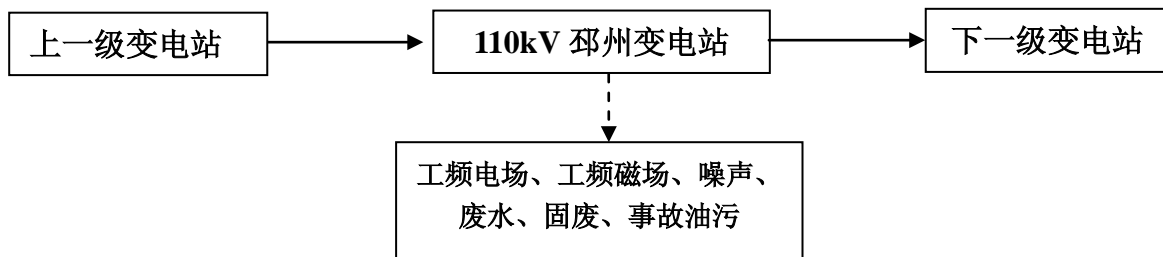 上一级变电站
110kV 邳州变电站
下一级变电站
工频电场、工频磁场、噪声、
废水、固废、事故油污